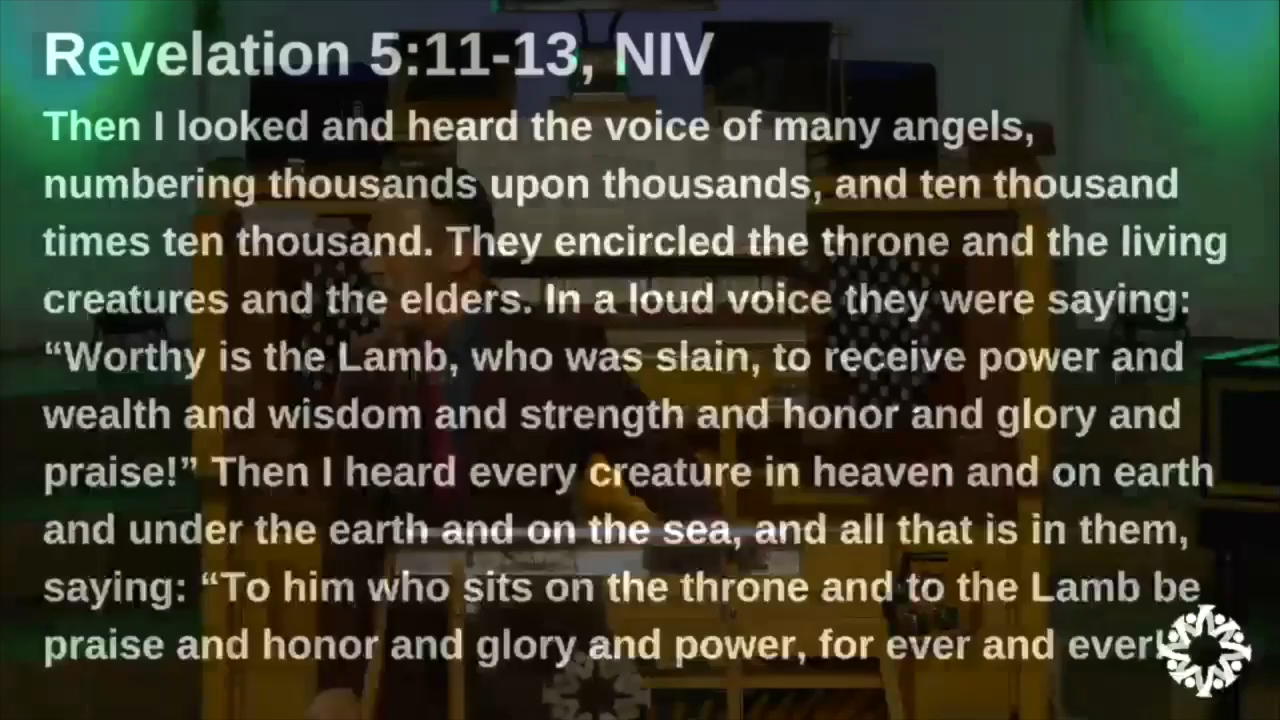 Revelation 5:11-13, NIV
Then I looked and heard the voice of many angels,
numbering thousands upon thousands, and ten thousand
times ten thousand. They encircled the throne and the living
creatures and the elders. In a loud voice they were saying:
“Worthy is the Lamb, who was slain, to receive power and
wealth and wisdom and strength and honor and glory and
praise!” Then I heard every creature in heaven and on earth
and under the earth and on the sea, and all that is in them,
saying: “To him who sits on the throne and to the Lamb be
praise and honor and glory and power, for ever and ever!